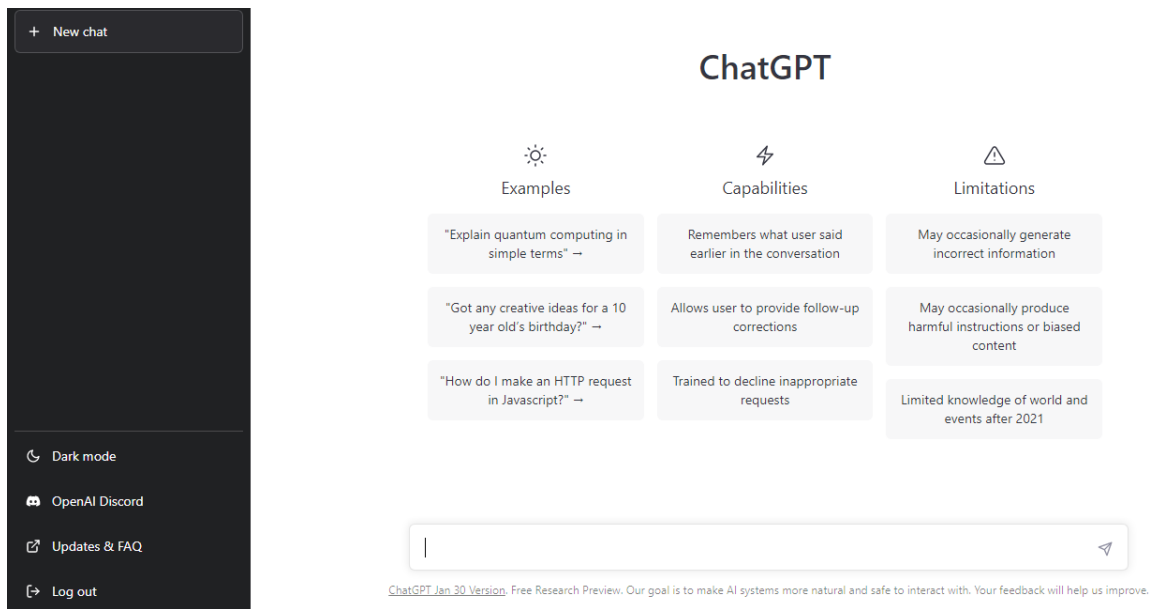 New chat
Dark mode
OpenAI Discord
Updates & FAQ
Log out
ChatGPT
Examples
"Explain quantum computing in
simple terms" →
"Got any creative ideas for a 10
year old's birthday?" →
"How do I make an HTTP request
in Javascript?" →
Capabilities
Remembers what user said
earlier in the conversation
Allows user to provide follow-up
corrections
Trained to decline inappropriate
requests
Limitations
May occasionally generate
incorrect information
May occasionally produce
harmful instructions or biased
content
Limited knowledge of world and
events after 2021
ChatGPT Jan 30 Version. Free Research Preview. Our goal is to make AI systems more natural and safe to interact with. Your feedback will help us improve.